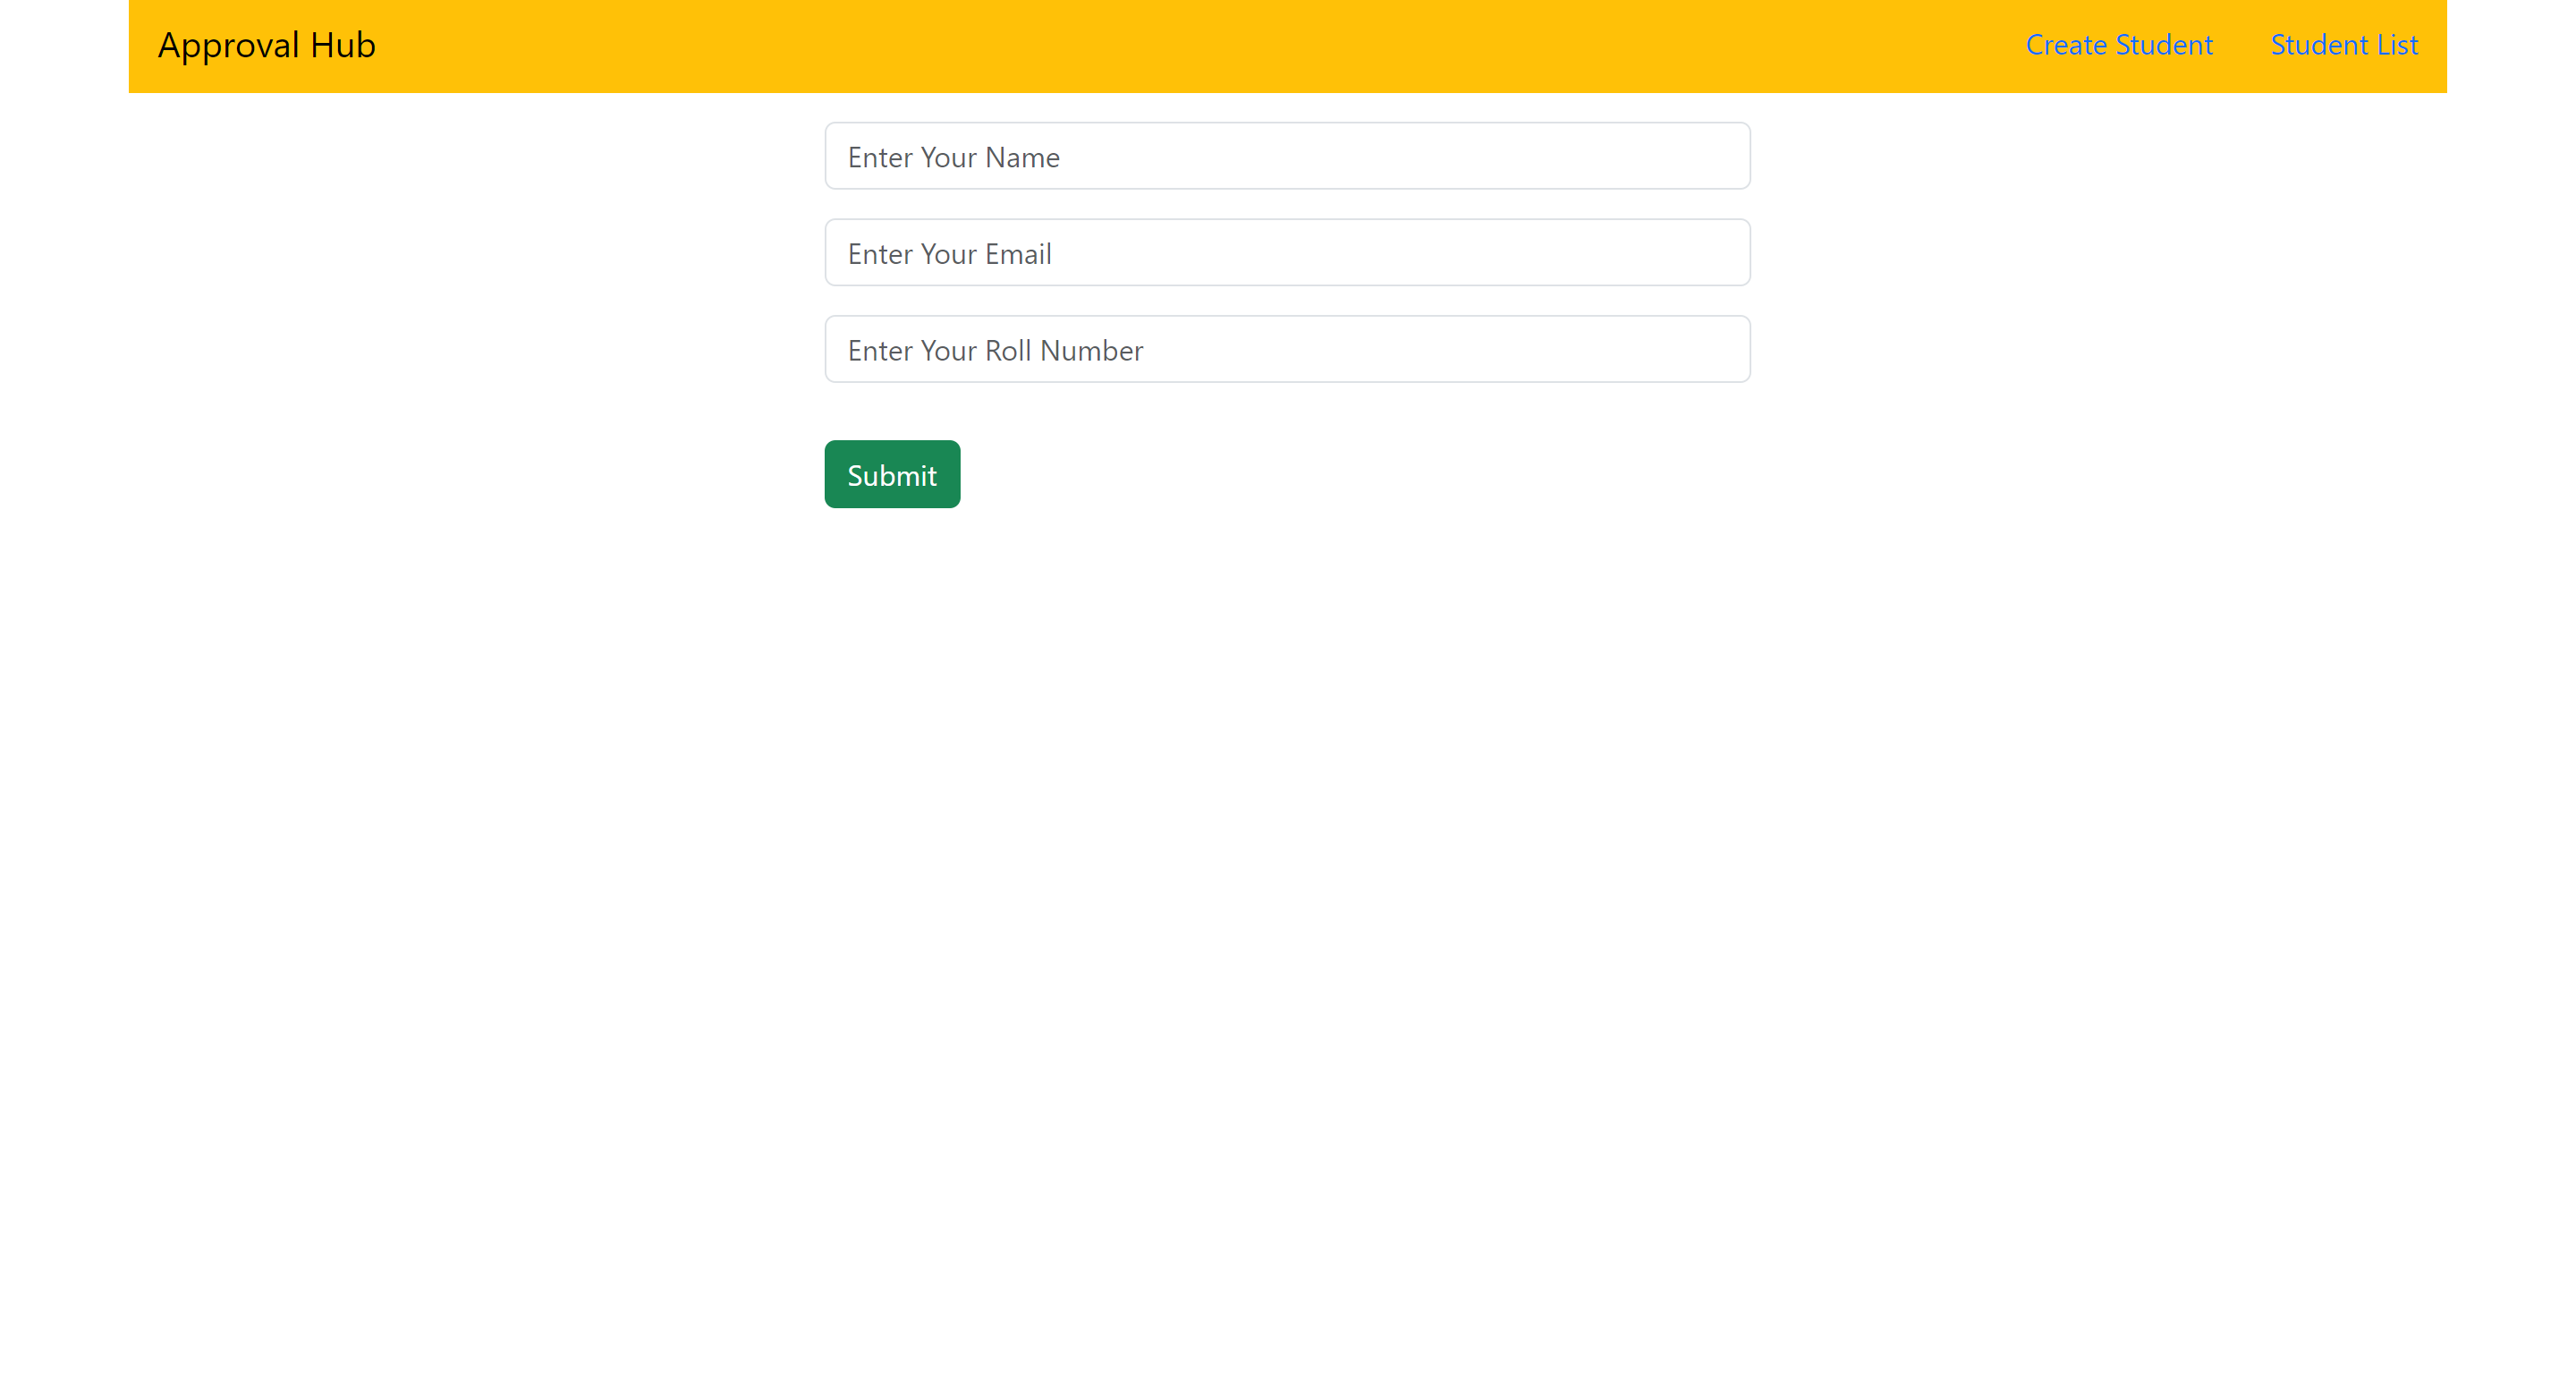 Approval Hub
Create Student
Student List
Enter Your Name
Enter Your Email
Enter Your Roll Number
Submit